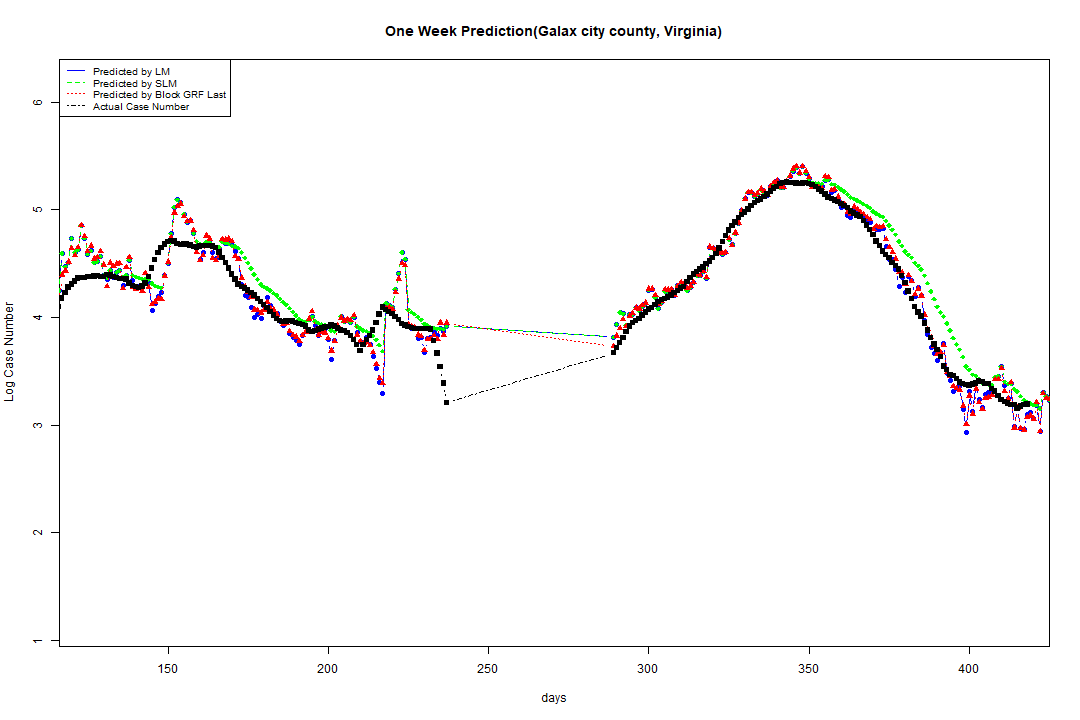 One Week Prediction(Galax city county, Virginia)
Predicted by LM
Predicted by SLM
Predicted by Block GRF Last
Actual Case Number
6
5
4
3
2
1
Log Case Number
150 200 250 300 350 400
days